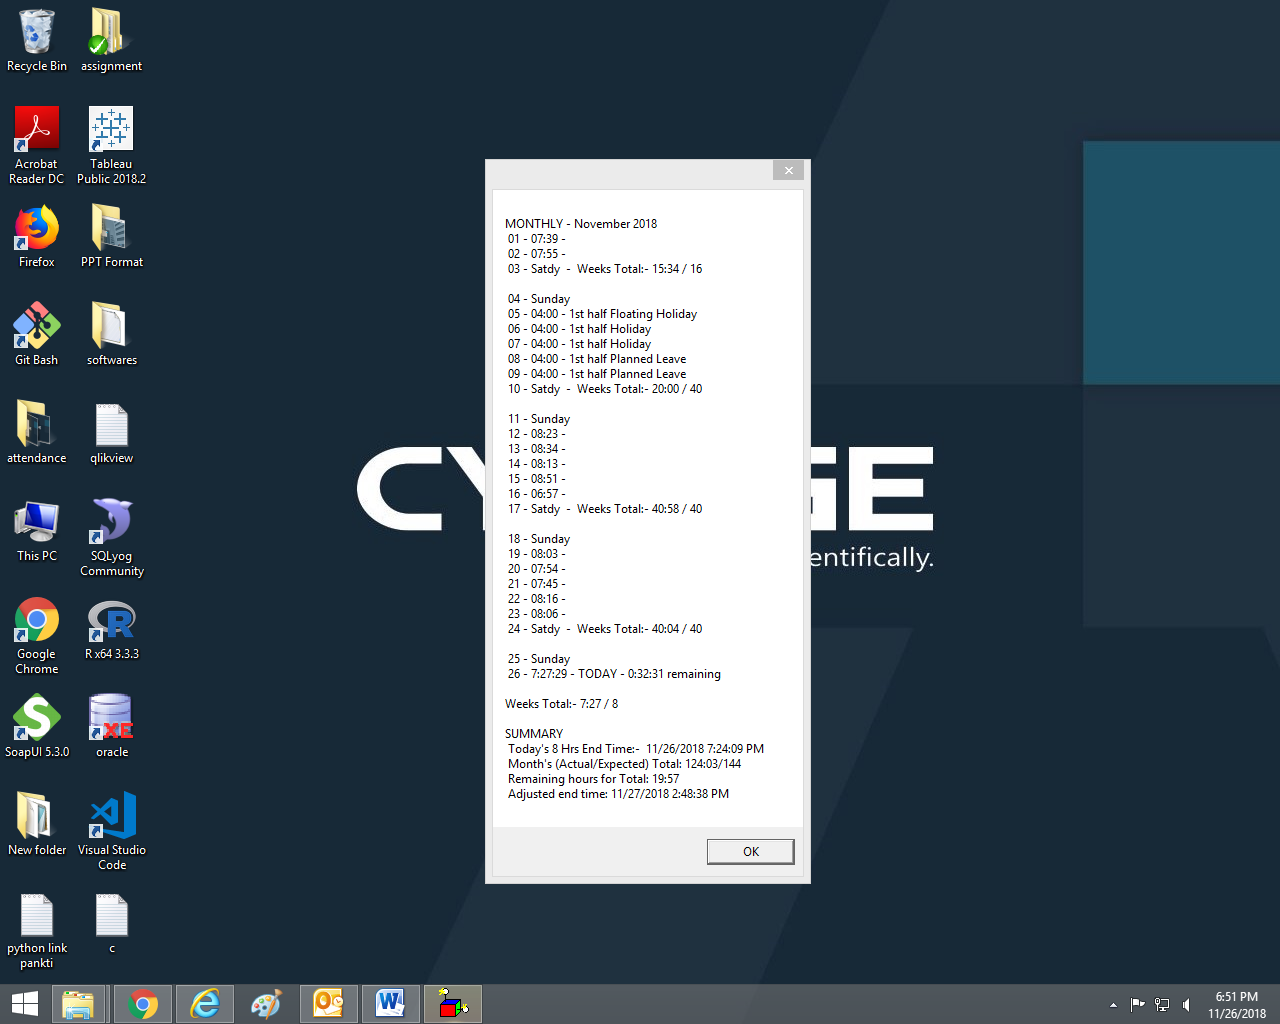 Recycle Bin
assignment
Acrobat
Reader DC
Tableau
Public 2018.2
Firefox
PPT Format
Git Bash
softwares
attendance
qlikview
This PC
SQLyog
Community
Google
Chrome
R x64 3.3.3
SoapUI 5.3.0
oracle
New folder
Visual Studio
Code
python link
pankti
c
MONTHLY - November 2018
01 - 07:39 -
02 - 07:55 -
03 - Satdy  -  Weeks Total:- 15:34 / 16
04 - Sunday
05 - 04:00 - 1st half Floating Holiday
06 - 04:00 - 1st half Holiday
07 - 04:00 - 1st half Holiday
08 - 04:00 - 1st half Planned Leave
09 - 04:00 - 1st half Planned Leave
10 - Satdy  -  Weeks Total:- 20:00 / 40
11 - Sunday
12 - 08:23 -
13 - 08:34 -
14 - 08:13 -
15 - 08:51 -
16 - 06:57 -
17 - Satdy  -  Weeks Total:- 40:58 / 40
18 - Sunday
19 - 08:03 -
20 - 07:54 -
21 - 07:45 -
22 - 08:16 -
23 - 08:06 -
24 - Satdy  -  Weeks Total:- 40:04 / 40
25 - Sunday
26 - 7:27:29 - TODAY - 0:32:31 remaining
Weeks Total:- 7:27 / 8
SUMMARY
Today's 8 Hrs End Time:-  11/26/2018 7:24:09 PM
Month's (Actual/Expected) Total: 124:03/144
Remaining hours for Total: 19:57
Adjusted end time: 11/27/2018 2:48:38 PM
OK
entifically.
XE
6:51 PM
11/26/2018